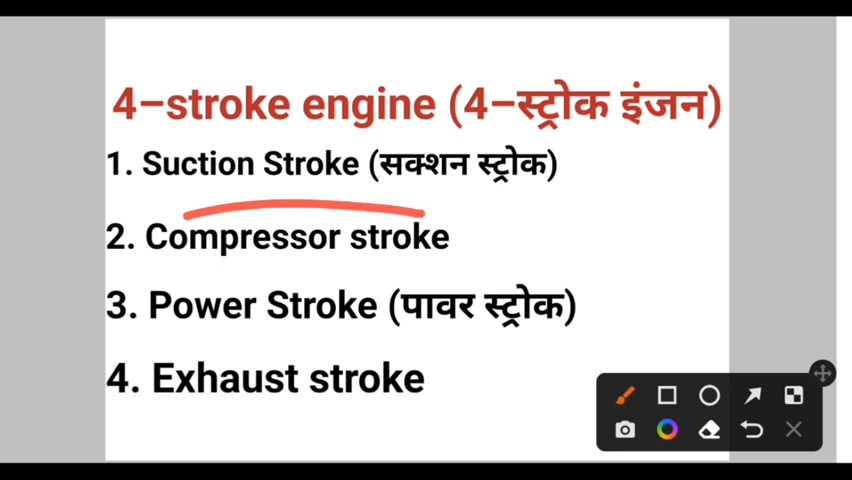 4–stroke engine (4–स्ट्रोक इंजन)
1. Suction Stroke (सक्शन स्ट्रोक)
2. Compressor stroke
3. Power Stroke (पावर स्ट्रोक)
4. Exhaust stroke